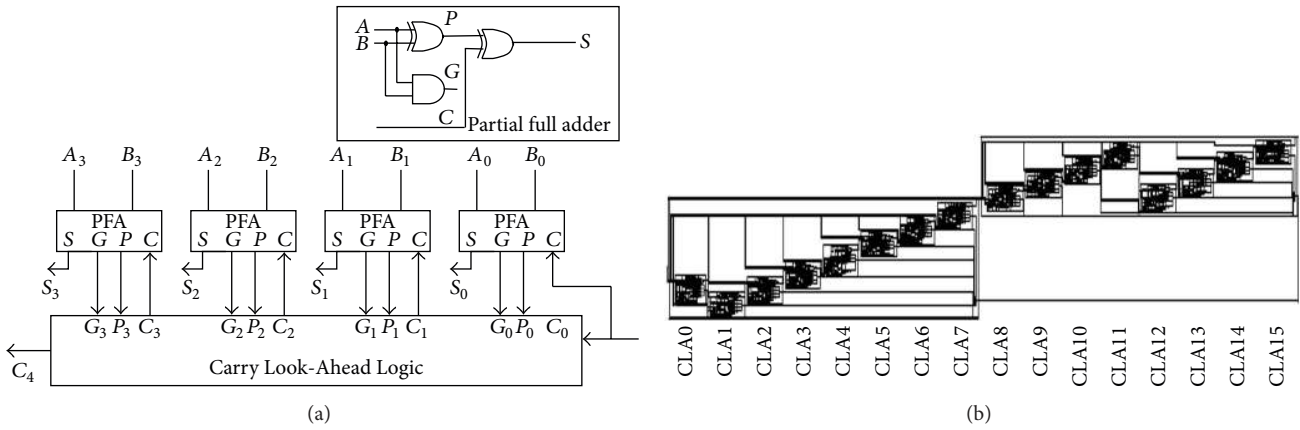 A
B
P
S
G
C
Partial full adder
A3 B3 A2 B2 A1 B1 A0 B0
PFA PFA PFA PFA
S G P C S G P C S G P C S G P C
S3 S2 S1 S0
G3 P3 C3 G2 P2 C2 G1 P1 C1 G0 P0 C0
Carry Look-Ahead Logic
C4
(a)
CLA0
CLA1
CLA2
CLA3
CLA4
CLA5
CLA6
CLA7
CLA8
CLA9
CLA10
CLA11
CLA12
CLA13
CLA14
CLA15
(b)